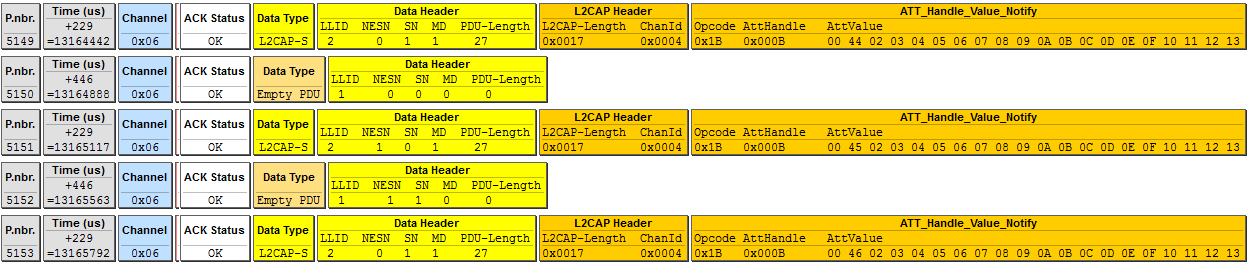 P.nbr. Time (us) Channel ACK Status Data Type Data Header L2CAP Header ATT_Handle_Value_Notify
+229 LLID NESN SN MD PDU-Length L2CAP-Length ChanId Opcode AttHandle AttValue
5149 =13164442 0x06 OK L2CAP-S 2 0 1 1 27 0x0017 0x0004 0x1B 0x000B 00 44 02 03 04 05 06 07 08 09 0A 0B 0C 0D 0E 0F 10 11 12 13
P.nbr. Time (us) Channel ACK Status Data Type Data Header
+446 LLID NESN SN MD PDU-Length
5150 =13164888 0x06 OK Empty PDU 1 0 0 0 0
P.nbr. Time (us) Channel ACK Status Data Type Data Header L2CAP Header ATT_Handle_Value_Notify
+229 LLID NESN SN MD PDU-Length L2CAP-Length ChanId Opcode AttHandle AttValue
5151 =13165117 0x06 OK L2CAP-S 2 1 0 1 27 0x0017 0x0004 0x1B 0x000B 00 45 02 03 04 05 06 07 08 09 0A 0B 0C 0D 0E 0F 10 11 12 13
P.nbr. Time (us) Channel ACK Status Data Type Data Header
+446 LLID NESN SN MD PDU-Length
5152 =13165563 0x06 OK Empty PDU 1 1 1 0 0
P.nbr. Time (us) Channel ACK Status Data Type Data Header L2CAP Header ATT_Handle_Value_Notify
+229 LLID NESN SN MD PDU-Length L2CAP-Length ChanId Opcode AttHandle AttValue
5153 =13165792 0x06 OK L2CAP-S 2 0 1 1 27 0x0017 0x0004 0x1B 0x000B 00 46 02 03 04 05 06 07 08 09 0A 0B 0C 0D 0E 0F 10 11 12 13